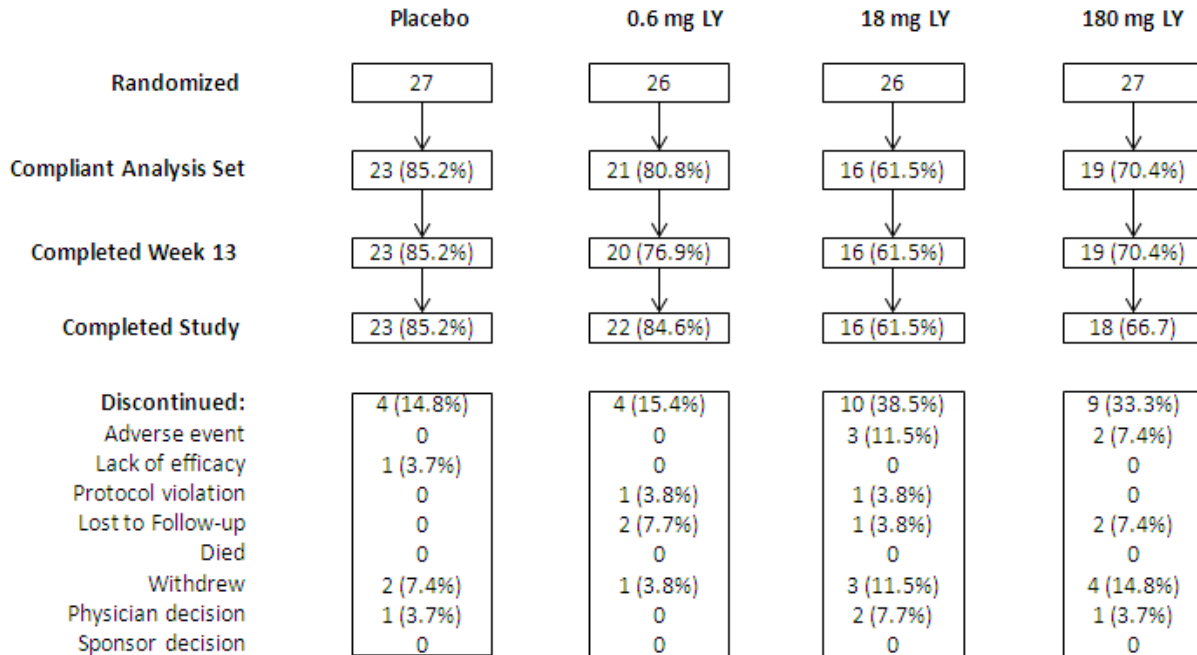 Placebo 0.6 mg LY 18 mg LY 180 mg LY
Randomized 27 26 26 27
Compliant Analysis Set 23 (85.2%) 21 (80.8%) 16 (61.5%) 19 (70.4%)
Completed Week 13 23 (85.2%) 20 (76.9%) 16 (61.5%) 19 (70.4%)
Completed Study 23 (85.2%) 22 (84.6%) 16 (61.5%) 18 (66.7)
Discontinued: 4 (14.8%) 4 (15.4%) 10 (38.5%) 9 (33.3%)
Adverse event 0 0 3 (11.5%) 2 (7.4%)
Lack of efficacy 1 (3.7%) 0 0 0
Protocol violation 0 1 (3.8%) 1 (3.8%) 0
Lost to Follow-up 0 2 (7.7%) 1 (3.8%) 2 (7.4%)
Died 0 0 0 0
Withdrew 2 (7.4%) 1 (3.8%) 3 (11.5%) 4 (14.8%)
Physician decision 1 (3.7%) 0 2 (7.7%) 1 (3.7%)
Sponsor decision 0 0 0 0